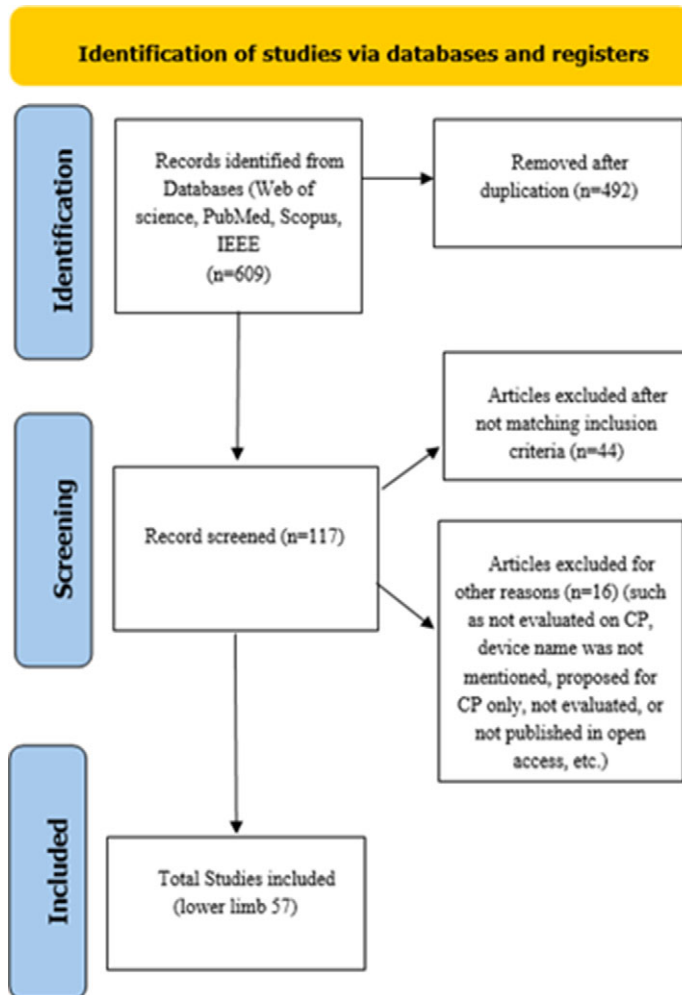 Identification of studies via databases and registers
Identification
Records identified from
Databases (Web of
science, PubMed, Scopus,
IEEE
(n=609)
Removed after
duplication (n=492)
Screening
Record screened (n=117)
Articles excluded after
not matching inclusion
criteria (n=44)
Articles excluded for
other reasons (n=16) (such
as not evaluated on CP,
device name was not
mentioned, proposed for
CP only, not evaluated, or
not published in open
access, etc.)
Included
Total Studies included
(lower limb 57)